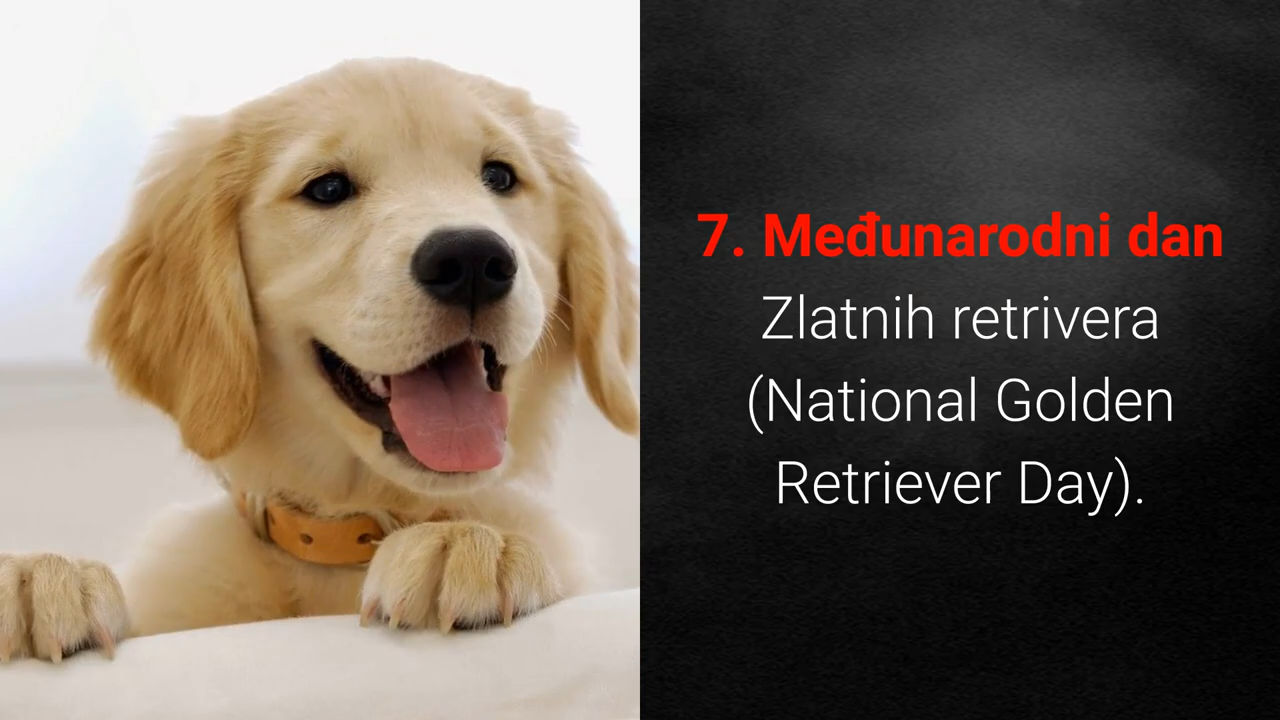 7. Međunarodni dan
Zlatnih retrivera
(National Golden
Retriever Day).